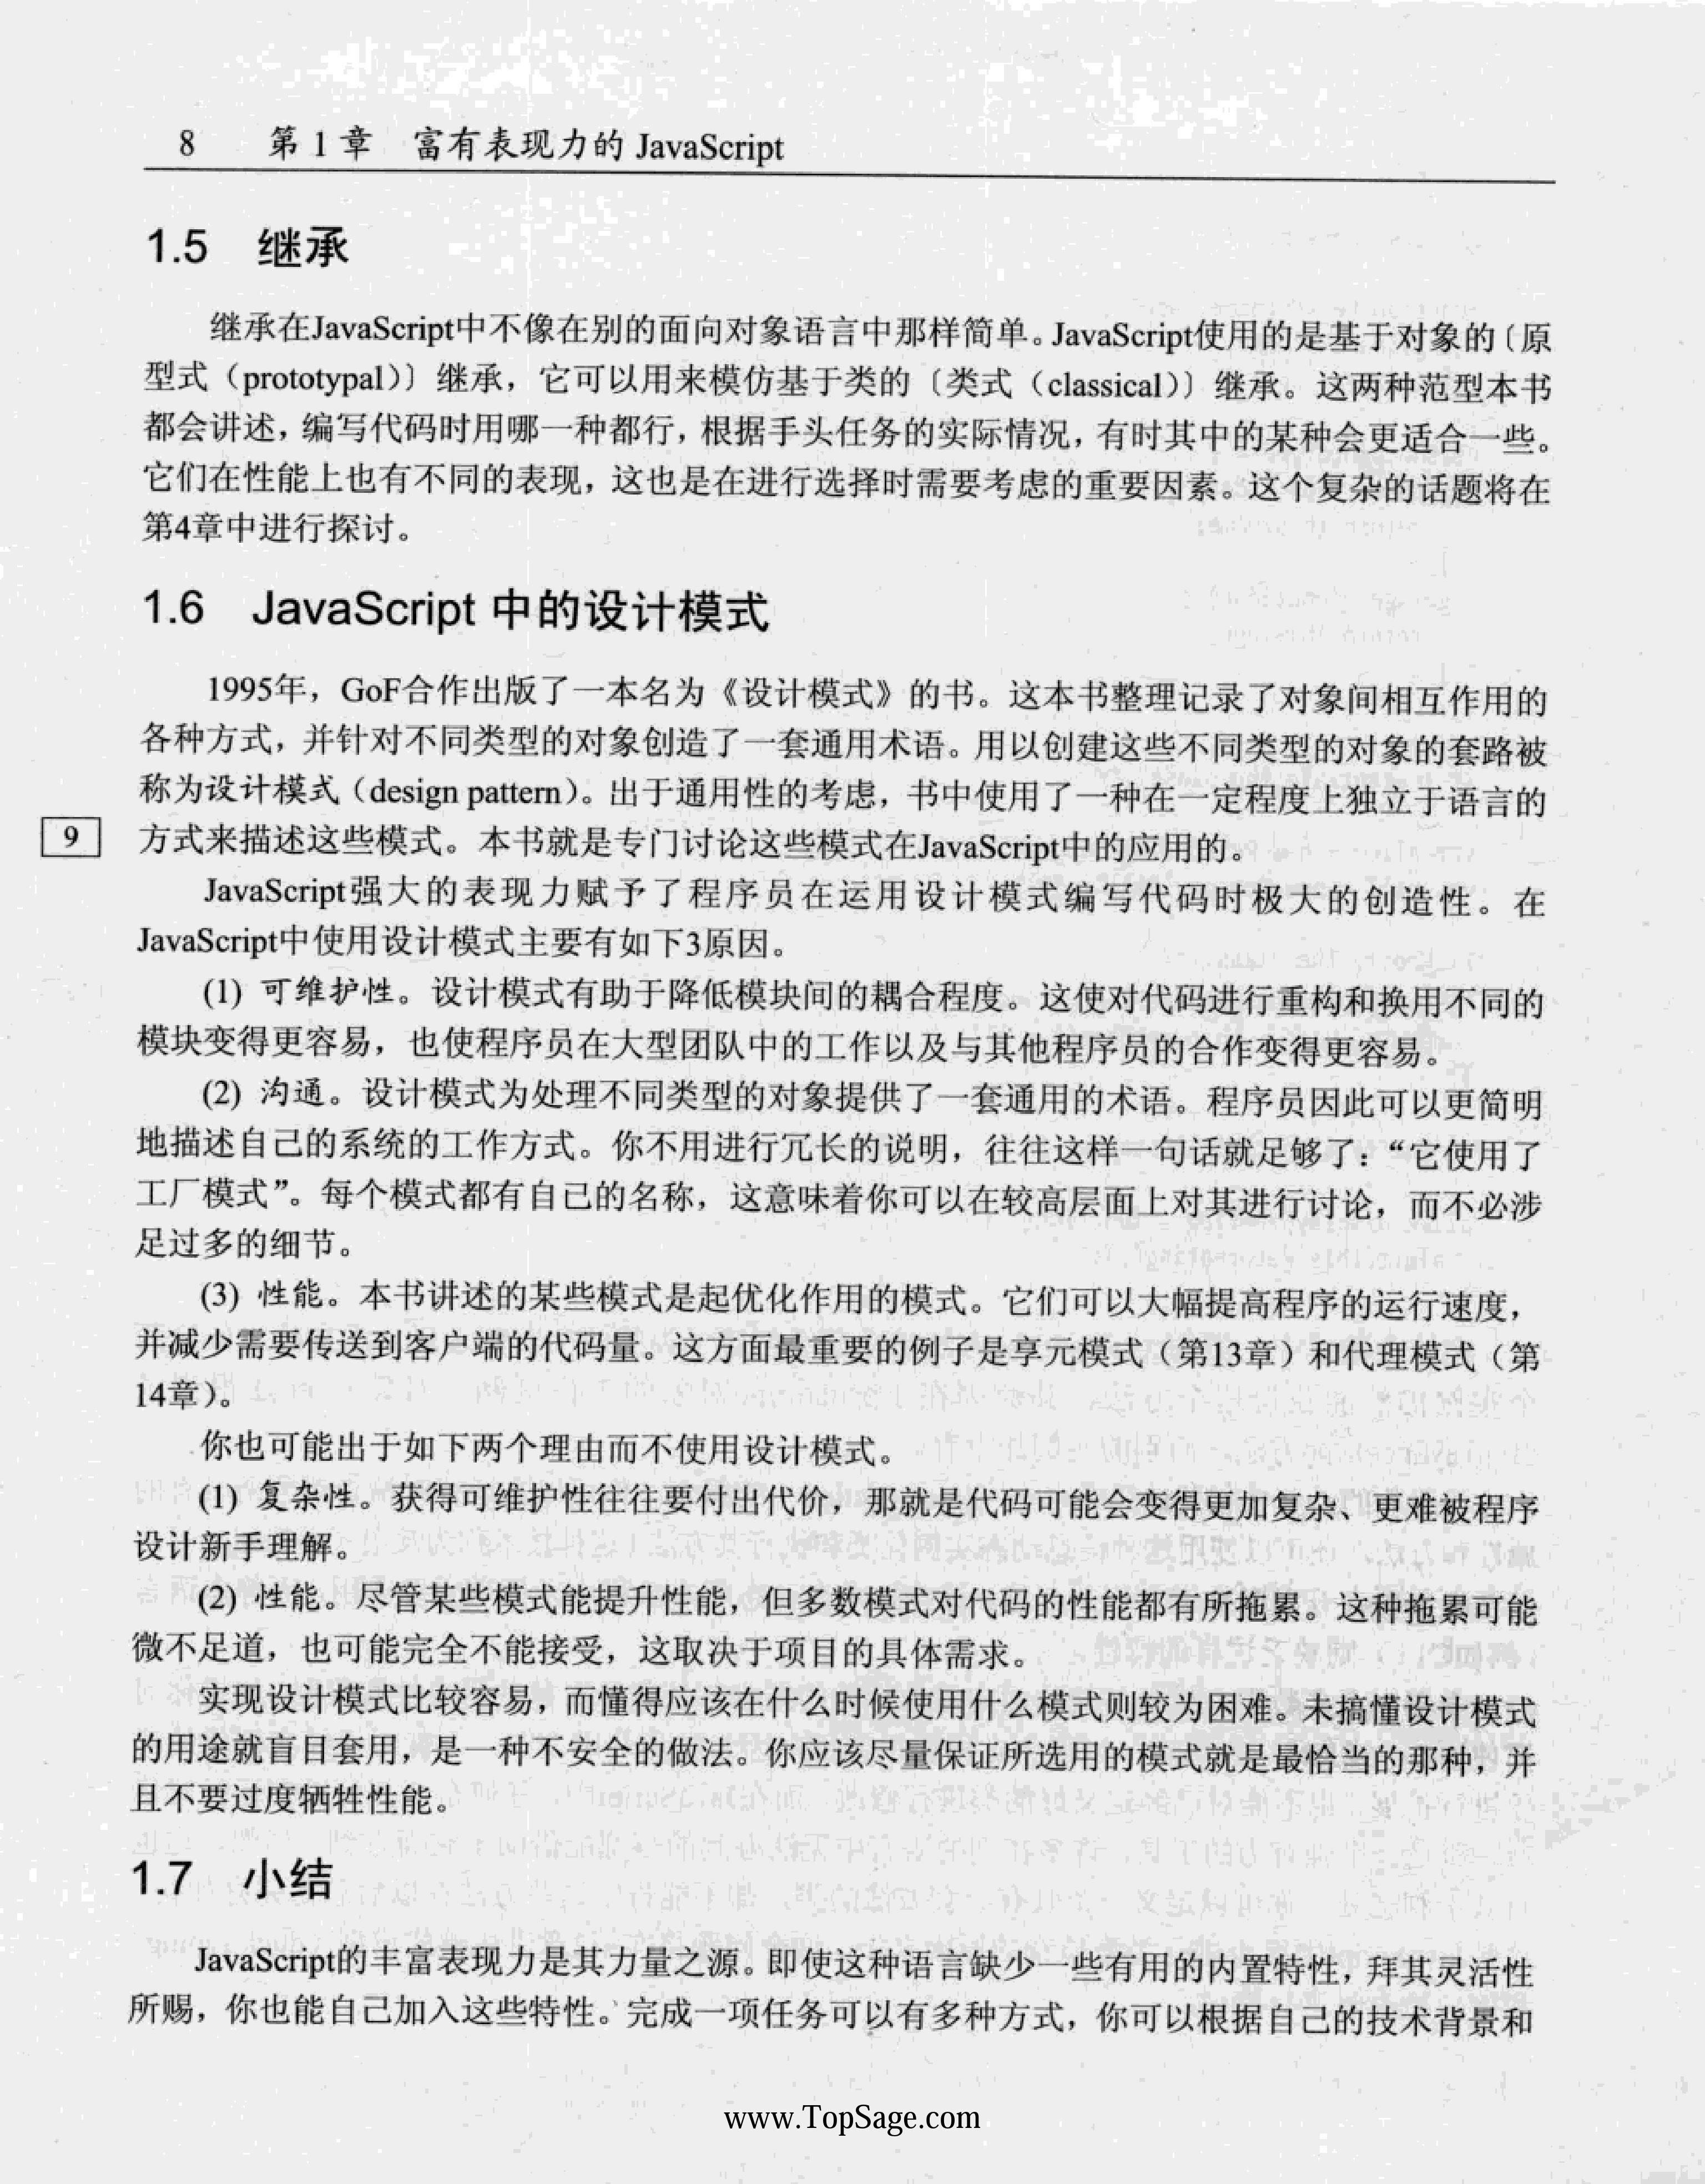 8 第 1 章 富有表现力的 JavaScript
1.5 继承
继承在JavaScript中不像在别的面向对象语言中那样简单。JavaScript使用的是基于对象的〔原
型式（prototypal）〕继承，它可以用来模仿基于类的〔类式（classical）〕继承。这两种范型本书
都会讲述，编写代码时用哪一种都行，根据手头任务的实际情况，有时其中的某种会更适合一些。
它们在性能上也有不同的表现，这也是在进行选择时需要考虑的重要因素。这个复杂的话题将在
第4章中进行探讨。
1.6 JavaScript 中的设计模式
1995年，GoF合作出版了一本名为《设计模式》的书。这本书整理记录了对象间相互作用的
各种方式，并针对不同类型的对象创造了一套通用术语。用以创建这些不同类型的对象的套路被
称为设计模式（design pattern）。出于通用性的考虑，书中使用了一种在一定程度上独立于语言的
9 方式来描述这些模式。本书就是专门讨论这些模式在JavaScript中的应用的。
JavaScript强大的表现力赋予了程序员在运用设计模式编写代码时极大的创造性。在
JavaScript中使用设计模式主要有如下3原因。
(1) 可维护性。设计模式有助于降低模块间的耦合程度。这使对代码进行重构和换用不同的
模块变得更容易，也使程序员在大型团队中的工作以及与其他程序员的合作变得更容易。
(2) 沟通。设计模式为处理不同类型的对象提供了一套通用的术语。程序员因此可以更简明
地描述自己的系统的工作方式。你不用进行冗长的说明，往往这样一句话就足够了：“它使用了
工厂模式”。每个模式都有自己的名称，这意味着你可以在较高层面上对其进行讨论，而不必涉
足过多的细节。
(3) 性能。本书讲述的某些模式是起优化作用的模式。它们可以大幅提高程序的运行速度，
并减少需要传送到客户端的代码量。这方面最重要的例子是享元模式（第13章）和代理模式（第
14章）。
你也可能出于如下两个理由而不使用设计模式。
(1) 复杂性。获得可维护性往往要付出代价，那就是代码可能会变得更加复杂、更难被程序
设计新手理解。
(2) 性能。尽管某些模式能提升性能，但多数模式对代码的性能都有所拖累。这种拖累可能
微不足道，也可能完全不能接受，这取决于项目的具体需求。
实现设计模式比较容易，而懂得应该在什么时候使用什么模式则较为困难。未搞懂设计模式
的用途就盲目套用，是一种不安全的做法。你应该尽量保证所选用的模式就是最恰当的那种，并
且不要过度牺牲性能。
1.7 小结
JavaScript的丰富表现力是其力量之源。即使这种语言缺少一些有用的内置特性，拜其灵活性
所赐，你也能自己加入这些特性。完成一项任务可以有多种方式，你可以根据自己的技术背景和
www.TopSage.com